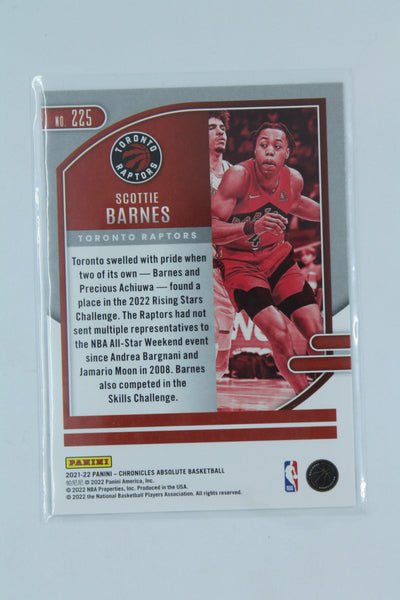 NO. 225
TORONTO
RAPTORS
SCOTTIE
BARNES
TORONTO RAPTORS
Toronto swelled with pride when
two of its own — Barnes and
Precious Achiuwa — found a
place in the 2022 Rising Stars
Challenge. The Raptors had not
sent multiple representatives to
the NBA All-Star Weekend event
since Andrea Bargnani and
Jamario Moon in 2008. Barnes
also competed in the
Skills Challenge.
PANINI
2021-22 PANINI – CHRONICLES ABSOLUTE BASKETBALL
帕尼尼 © 2022 Panini America, Inc.
© 2022 NBA Properties, Inc. Produced in the USA.
© 2022 the National Basketball Players Association. All rights reserved.
NBA